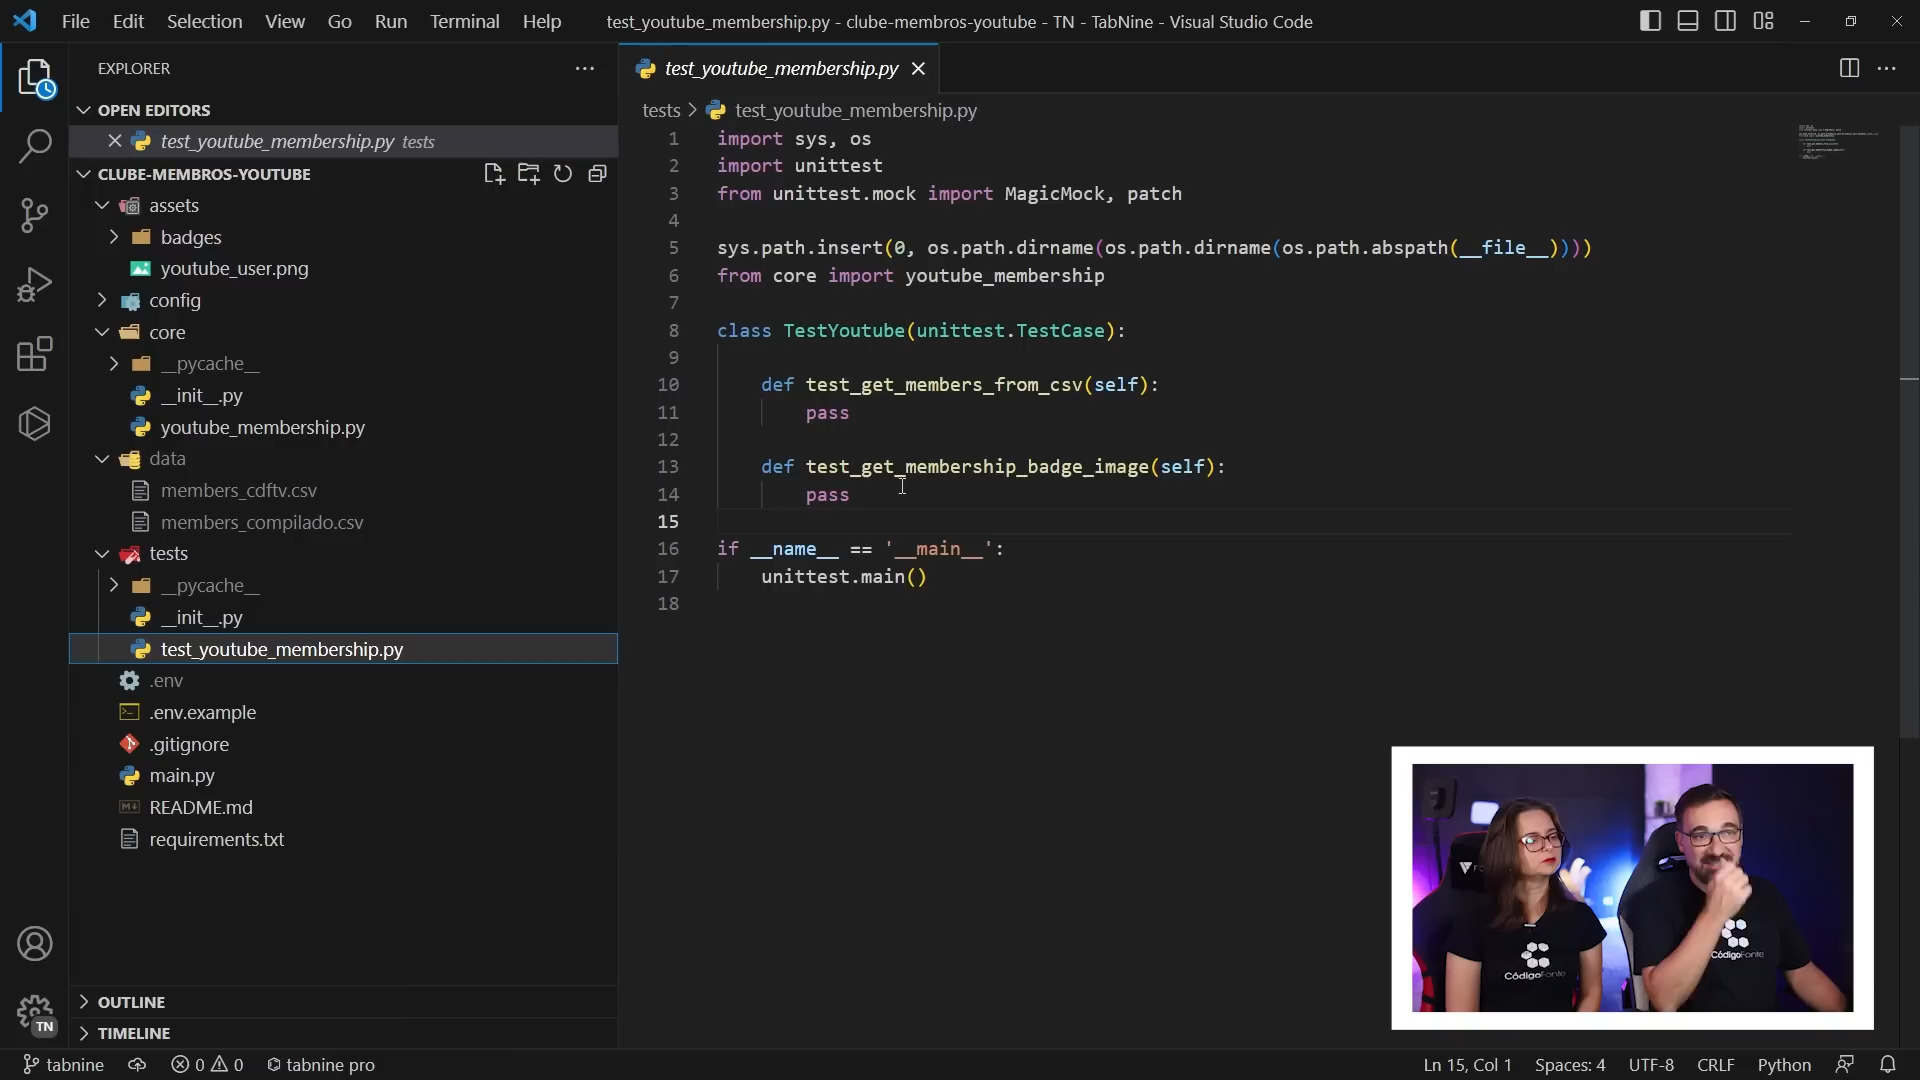 File Edit Selection View Go Run Terminal Help
test_youtube_membership.py - clube-membros-youtube - TN - TabNine - Visual Studio Code
EXPLORER
OPEN EDITORS
test_youtube_membership.py tests
CLUBE-MEMBROS-YOUTUBE
assets
badges
youtube_user.png
config
core
__pycache__
__init__.py
youtube_membership.py
data
members_cdftv.csv
members_compilado.csv
tests
__pycache__
__init__.py
test_youtube_membership.py
.env
.env.example
.gitignore
main.py
README.md
requirements.txt
OUTLINE
TIMELINE
TN
test_youtube_membership.py
tests > test_youtube_membership.py
1 import sys, os
2 import unittest
3 from unittest.mock import MagicMock, patch
4
5 sys.path.insert(0, os.path.dirname(os.path.dirname(os.path.abspath(__file__))))
6 from core import youtube_membership
7
8 class TestYoutube(unittest.TestCase):
9
10 def test_get_members_from_csv(self):
11 pass
12
13 def test_get_membership_badge_image(self):
14 pass
15
16 if __name__ == '__main__':
17 unittest.main()
18
CódigoFonte
CódigoFonte
tabnine 0 0 tabnine pro
Ln 15, Col 1 Spaces: 4 UTF-8 CRLF Python